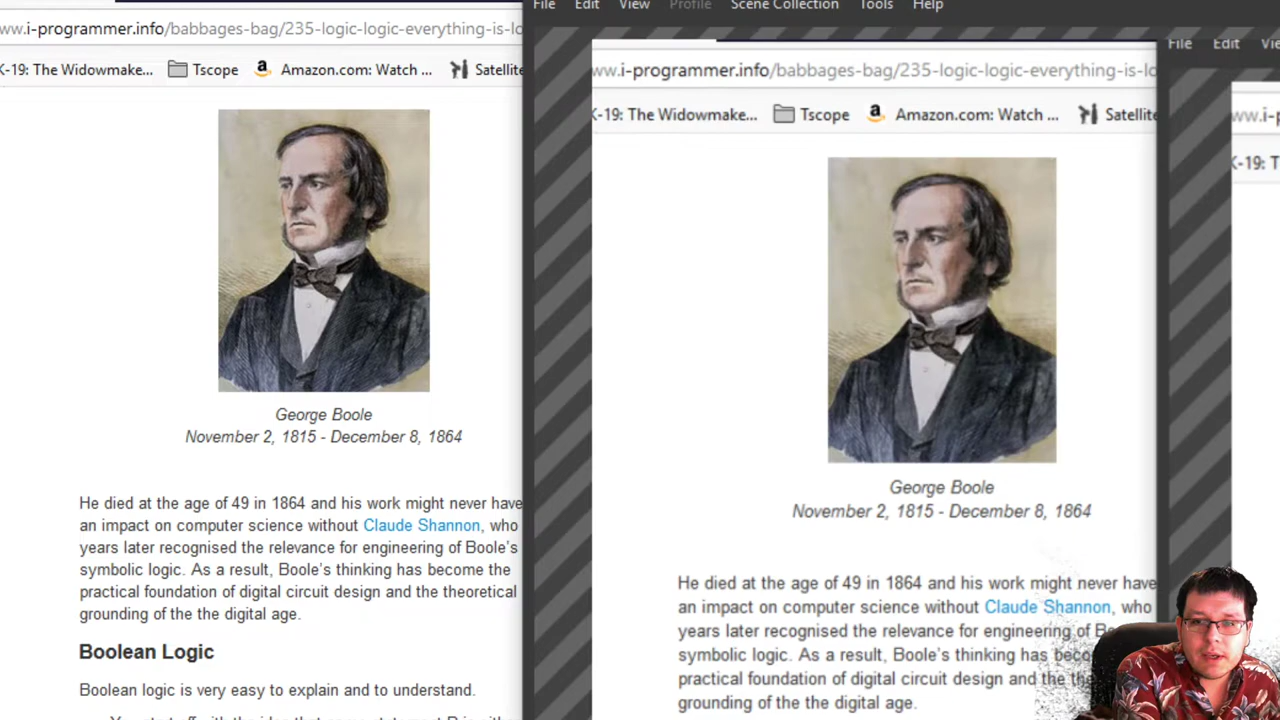 ww.i-programmer.info/babbages-bag/235-logic-logic-everything-is-lo
K-19: The Widowmake... Tscope Amazon.com: Watch ... Satellite
George Boole
November 2, 1815 - December 8, 1864
He died at the age of 49 in 1864 and his work might never have
an impact on computer science without Claude Shannon, who
years later recognised the relevance for engineering of Boole's
symbolic logic. As a result, Boole's thinking has become the
practical foundation of digital circuit design and the theoretical
grounding of the the digital age.
Boolean Logic
Boolean logic is very easy to explain and to understand.
File Edit View Profile Scene Collection Tools Help
ww.i-programmer.info/babbages-bag/235-logic-logic-everything-is-lo
K-19: The Widowmake... Tscope Amazon.com: Watch ... Satellite
George Boole
November 2, 1815 - December 8, 1864
He died at the age of 49 in 1864 and his work might never have
an impact on computer science without Claude Shannon, who
years later recognised the relevance for engineering of Bo
symbolic logic. As a result, Boole's thinking has beco
practical foundation of digital circuit design and the the
grounding of the the digital age.
File Edit Vie
ww.i-p
K-19: T